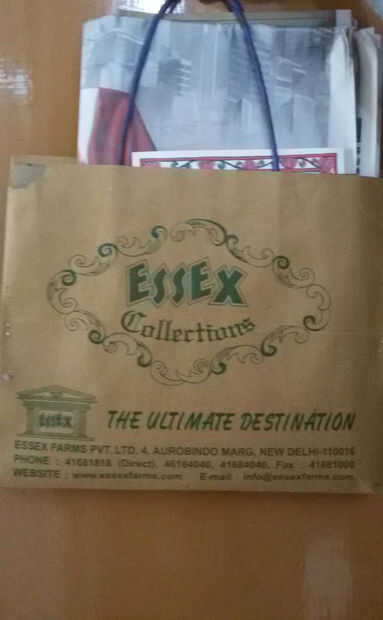 ESSEX
Collections
ESSEX
THE ULTIMATE DESTINATION
ESSEX FARMS PVT. LTD. 4, AUROBINDO MARG, NEW DELHI-110016
PHONE : 41681818 (Direct), 46164040, 41684040, Fax : 41681000
WEBSITE : www.essexfarms.com E-mail : info@essexfarms.com